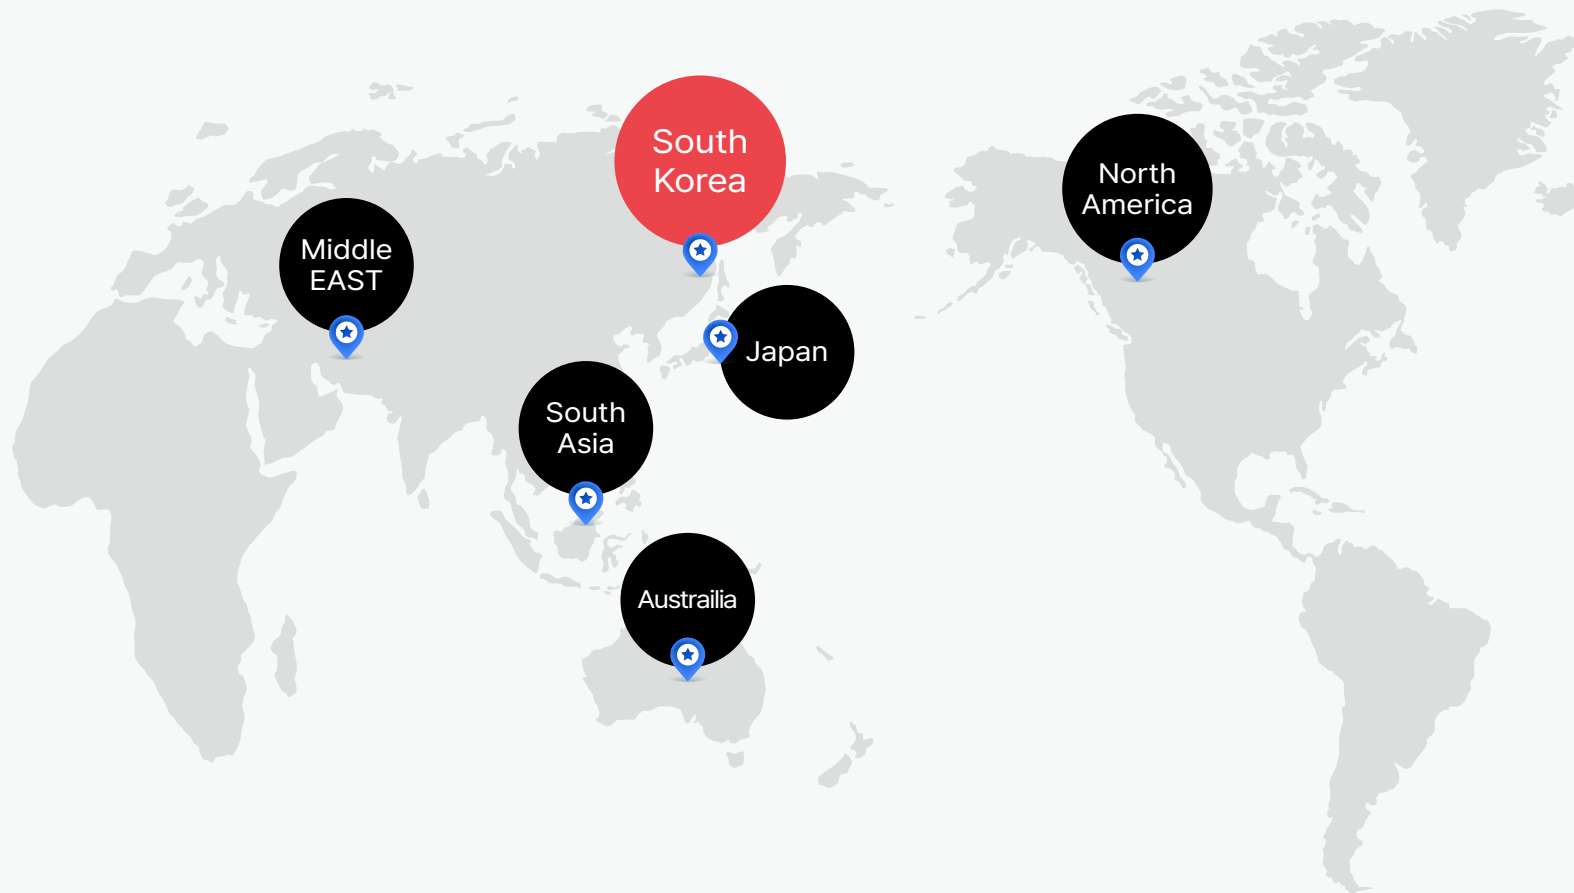 South
Korea
North
America
Middle
EAST
Japan
South
Asia
Austrailia